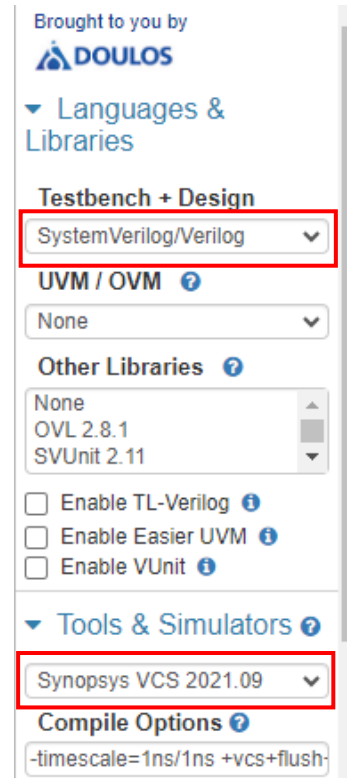 Brought to you by
DOULOS
Languages &
Libraries
Testbench + Design
SystemVerilog/Verilog
UVM / OVM
None
Other Libraries
None
OVL 2.8.1
SVUnit 2.11
Enable TL-Verilog
Enable Easier UVM
Enable VUnit
Tools & Simulators
Synopsys VCS 2021.09
Compile Options
-timescale=1ns/1ns +vcs+flush+